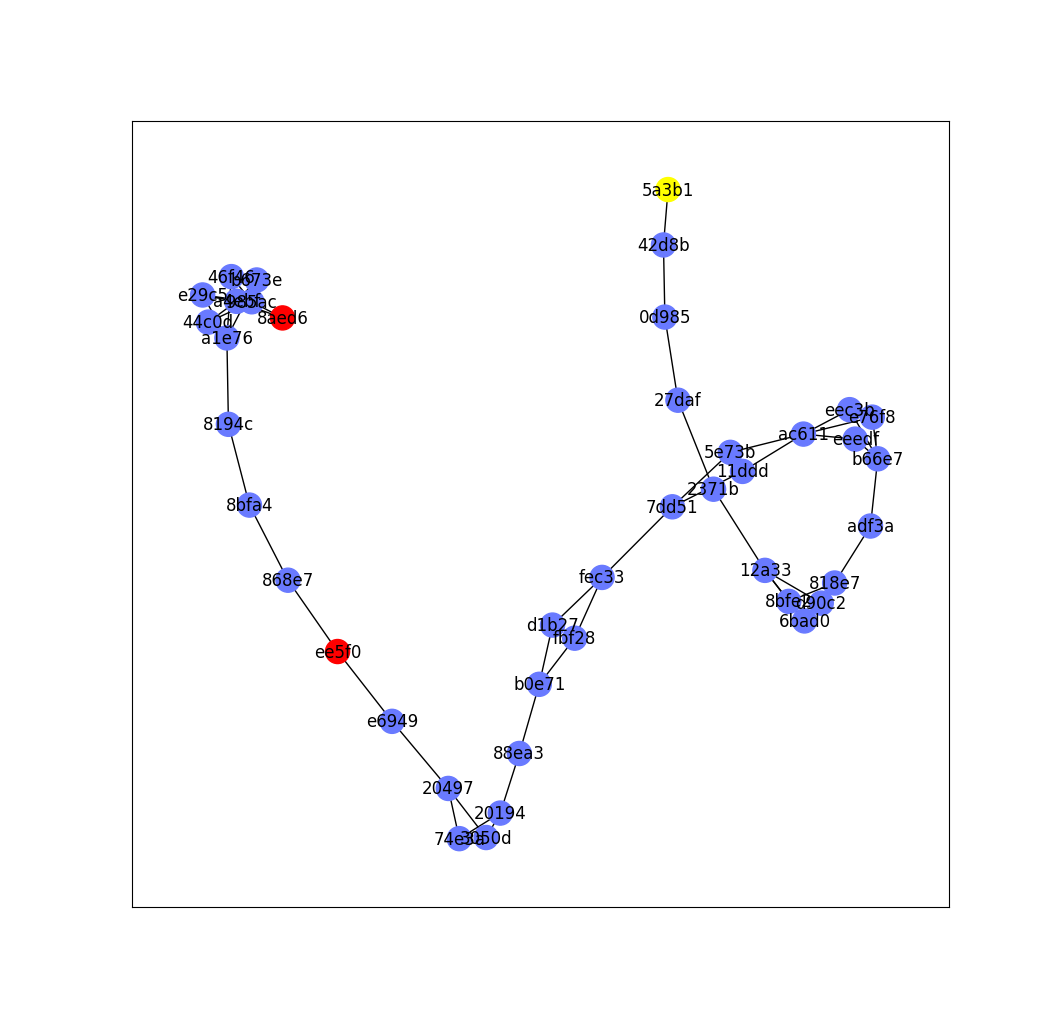 5a3b1
42d8b
46f46
b673e
e29c5
8aed6
44c0d
a1e76
0d985
27daf
8194c
eec3b
e76f8
ac611
eeedf
5e73b
b66e7
11ddd
2371b
8bfa4
7dd51
adf3a
12a33
fec33
868e7
818e7
8bfe2
d90c2
6bad0
d1b27
fbf28
ee5f0
b0e71
e6949
88ea3
20497
20194
74e3a
3050d